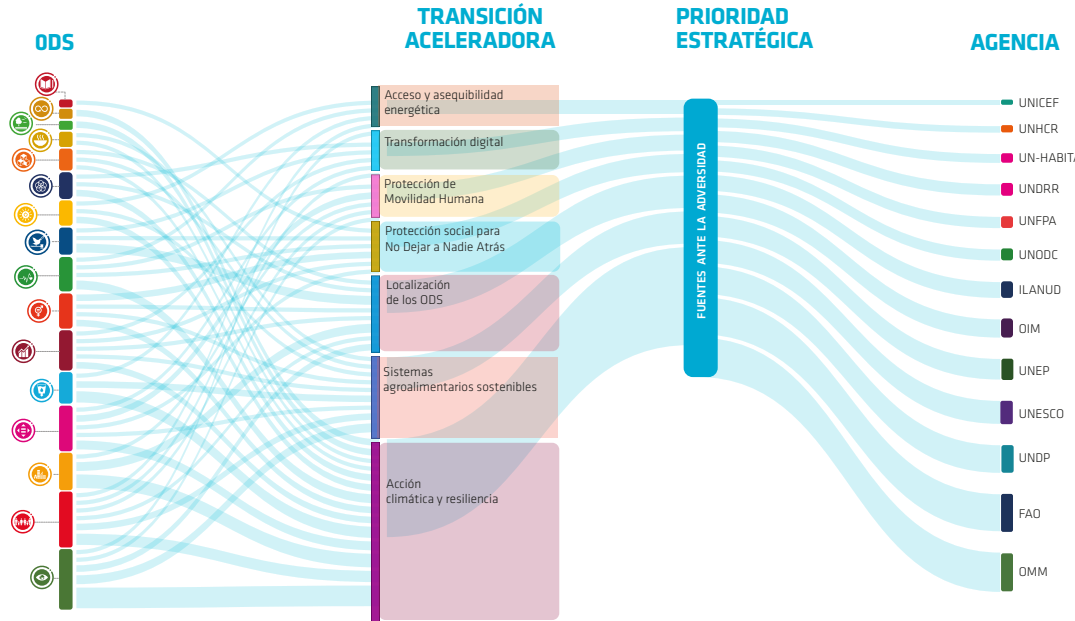 ODS
TRANSICIÓN
ACELERADORA
PRIORIDAD
ESTRATÉGICA
AGENCIA
Acceso y asequibilidad
energética
Transformación digital
Protección de
Movilidad Humana
Protección social para
No Dejar a Nadie Atrás
Localización
de los ODS
Sistemas
agroalimentarios sostenibles
Acción
climática y resiliencia
FUENTES ANTE LA ADVERSIDAD
UNICEF
UNHCR
UN-HABITA
UNDRR
UNFPA
UNODC
ILANUD
OIM
UNEP
UNESCO
UNDP
FAO
OMM